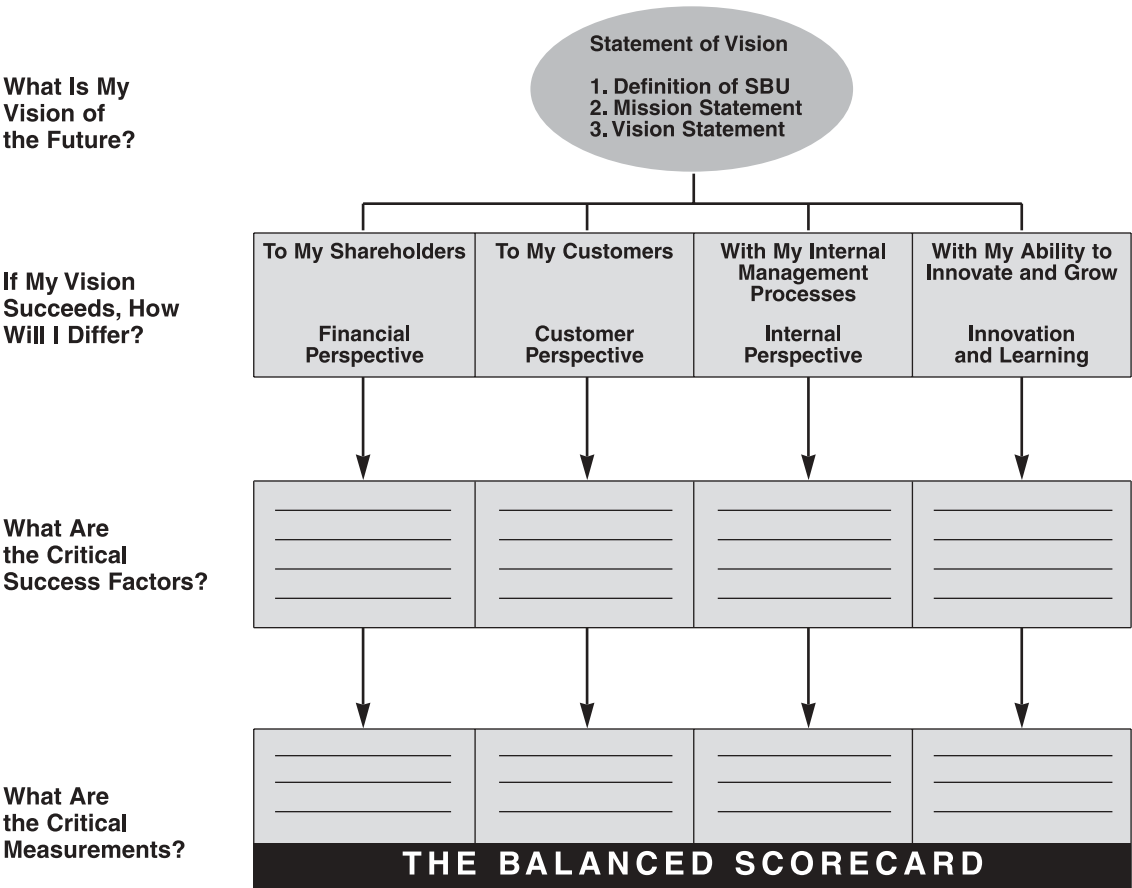 What Is My
Vision of
the Future?
Statement of Vision
1. Definition of SBU
2. Mission Statement
3. Vision Statement
If My Vision
Succeeds, How
Will I Differ?
To My Shareholders
Financial
Perspective
To My Customers
Customer
Perspective
With My Internal
Management
Processes
Internal
Perspective
With My Ability to
Innovate and Grow
Innovation
and Learning
What Are
the Critical
Success Factors?
What Are
the Critical
Measurements?
THE BALANCED SCORECARD